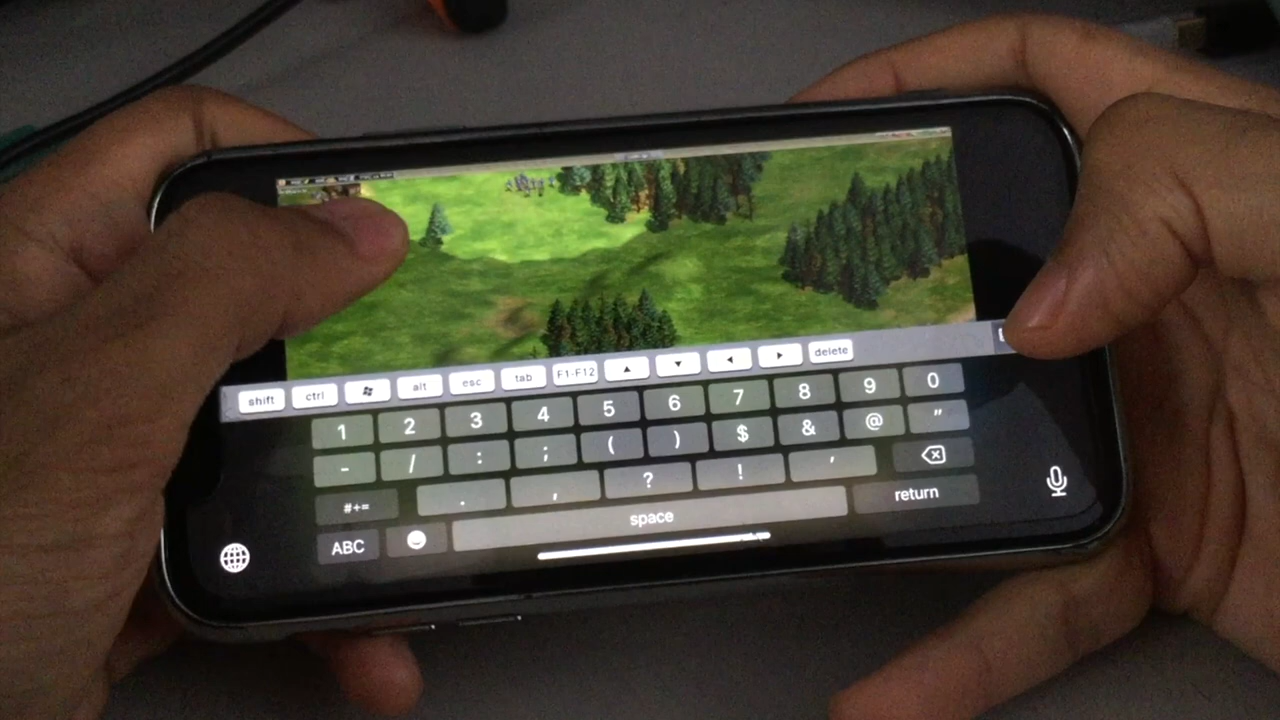 shift ctrl alt esc tab F1-F12 ▲ ▼ ◀ ▶ delete
1 2 3 4 5 6 7 8 9 0
- / : ; ( ) $ & @ "
#+= . , ? ! '
ABC space return